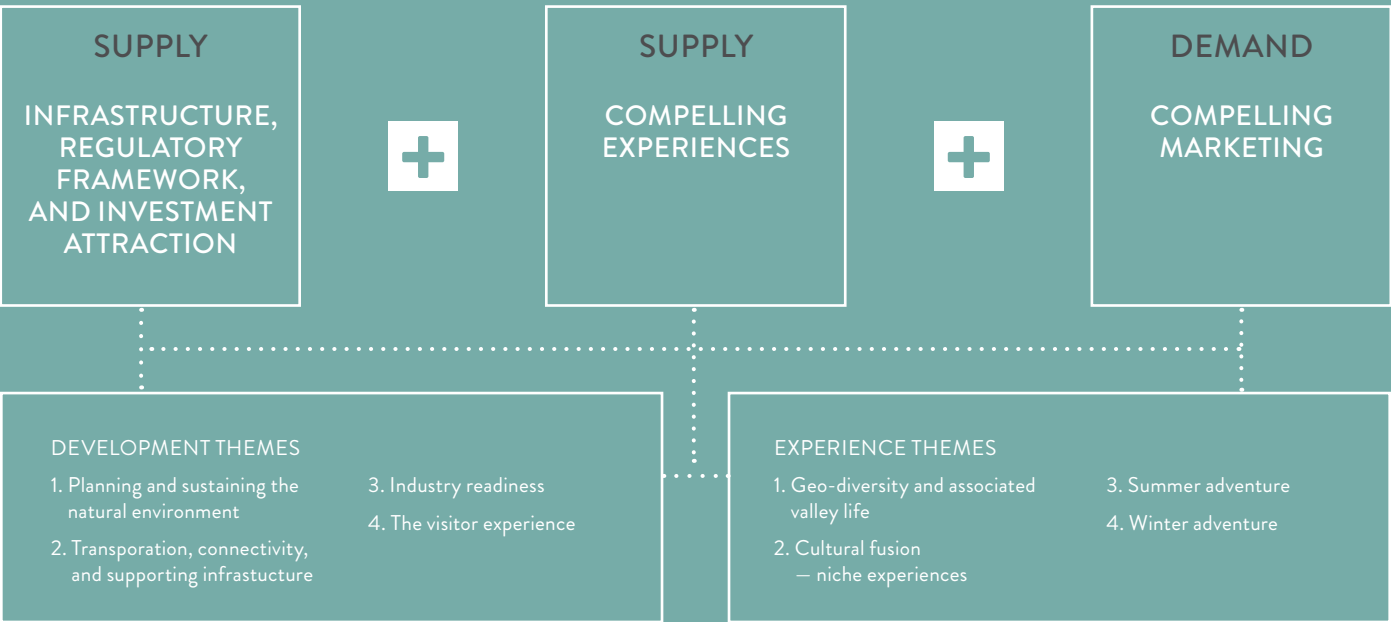 SUPPLY
INFRASTRUCTURE,
REGULATORY
FRAMEWORK,
AND INVESTMENT
ATTRACTION
SUPPLY
COMPELLING
EXPERIENCES
DEMAND
COMPELLING
MARKETING
DEVELOPMENT THEMES
1. Planning and sustaining the
natural environment
2. Transporation, connectivity,
and supporting infrastucture
3. Industry readiness
4. The visitor experience
EXPERIENCE THEMES
1. Geo-diversity and associated
valley life
2. Cultural fusion
— niche experiences
3. Summer adventure
4. Winter adventure